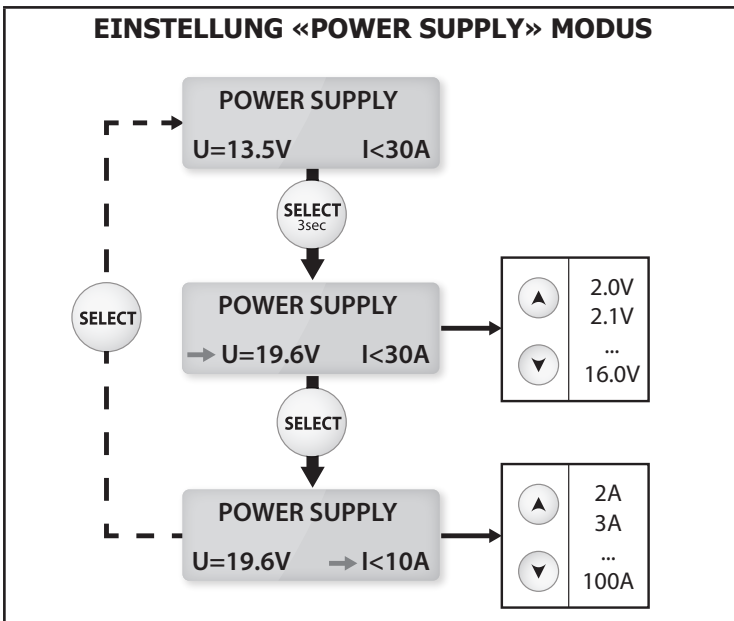 EINSTELLUNG «POWER SUPPLY» MODUS
POWER SUPPLY
U=13.5V I<30A
SELECT
3sec
POWER SUPPLY
U=19.6V I<30A
2.0V
2.1V
...
16.0V
SELECT
SELECT
POWER SUPPLY
U=19.6V I<10A
2A
3A
...
100A